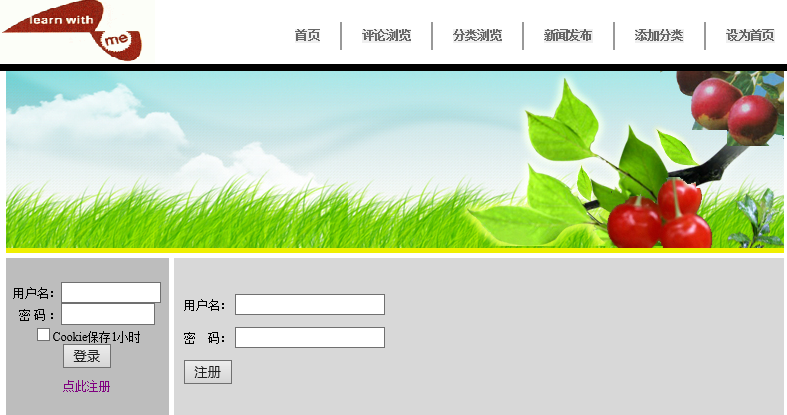 learn with
me
首页 评论浏览 分类浏览 新闻发布 添加分类 设为首页
用户名：
密 码 ：
Cookie保存1小时
登录
点此注册
用户名：
密 码：
注册